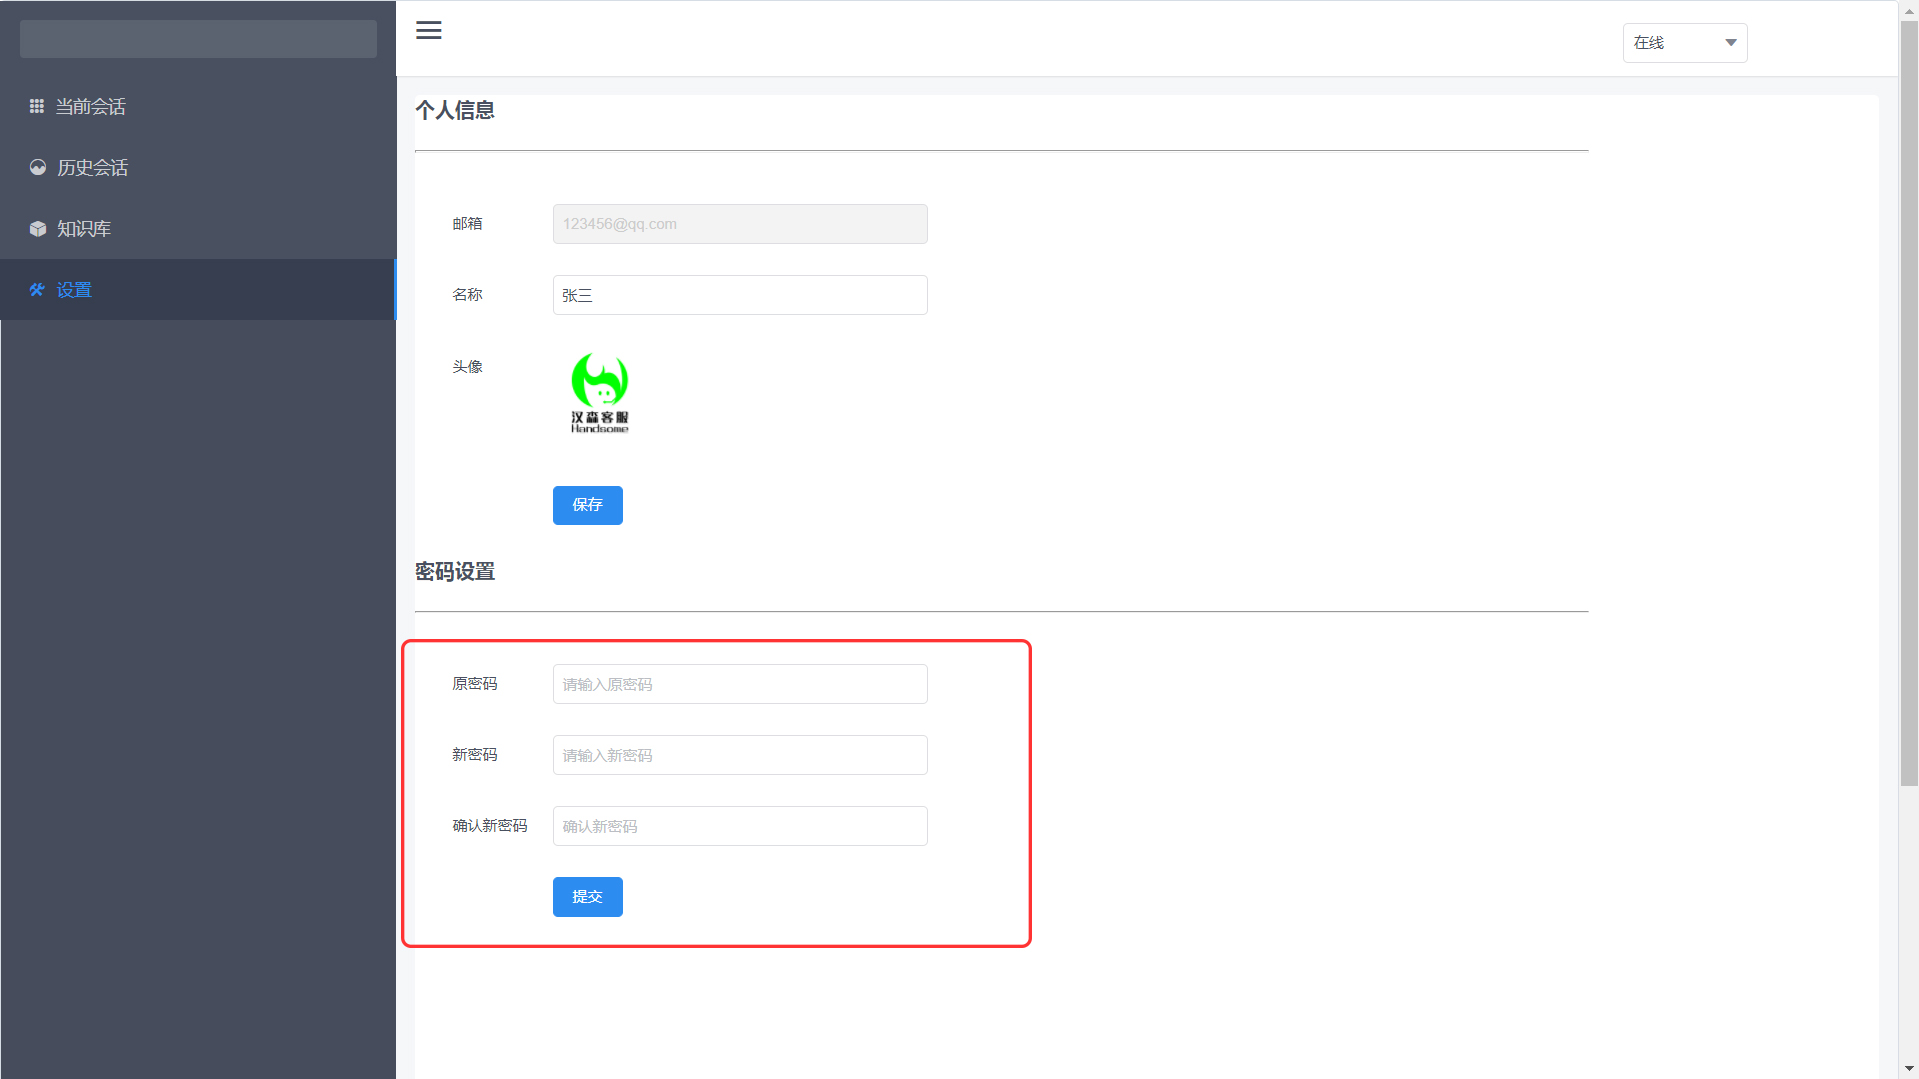 在线
当前会话
历史会话
知识库
设置
个人信息
邮箱
123456@qq.com
名称
张三
头像
汉森客服
Handsome
保存
密码设置
原密码
请输入原密码
新密码
请输入新密码
确认新密码
确认新密码
提交